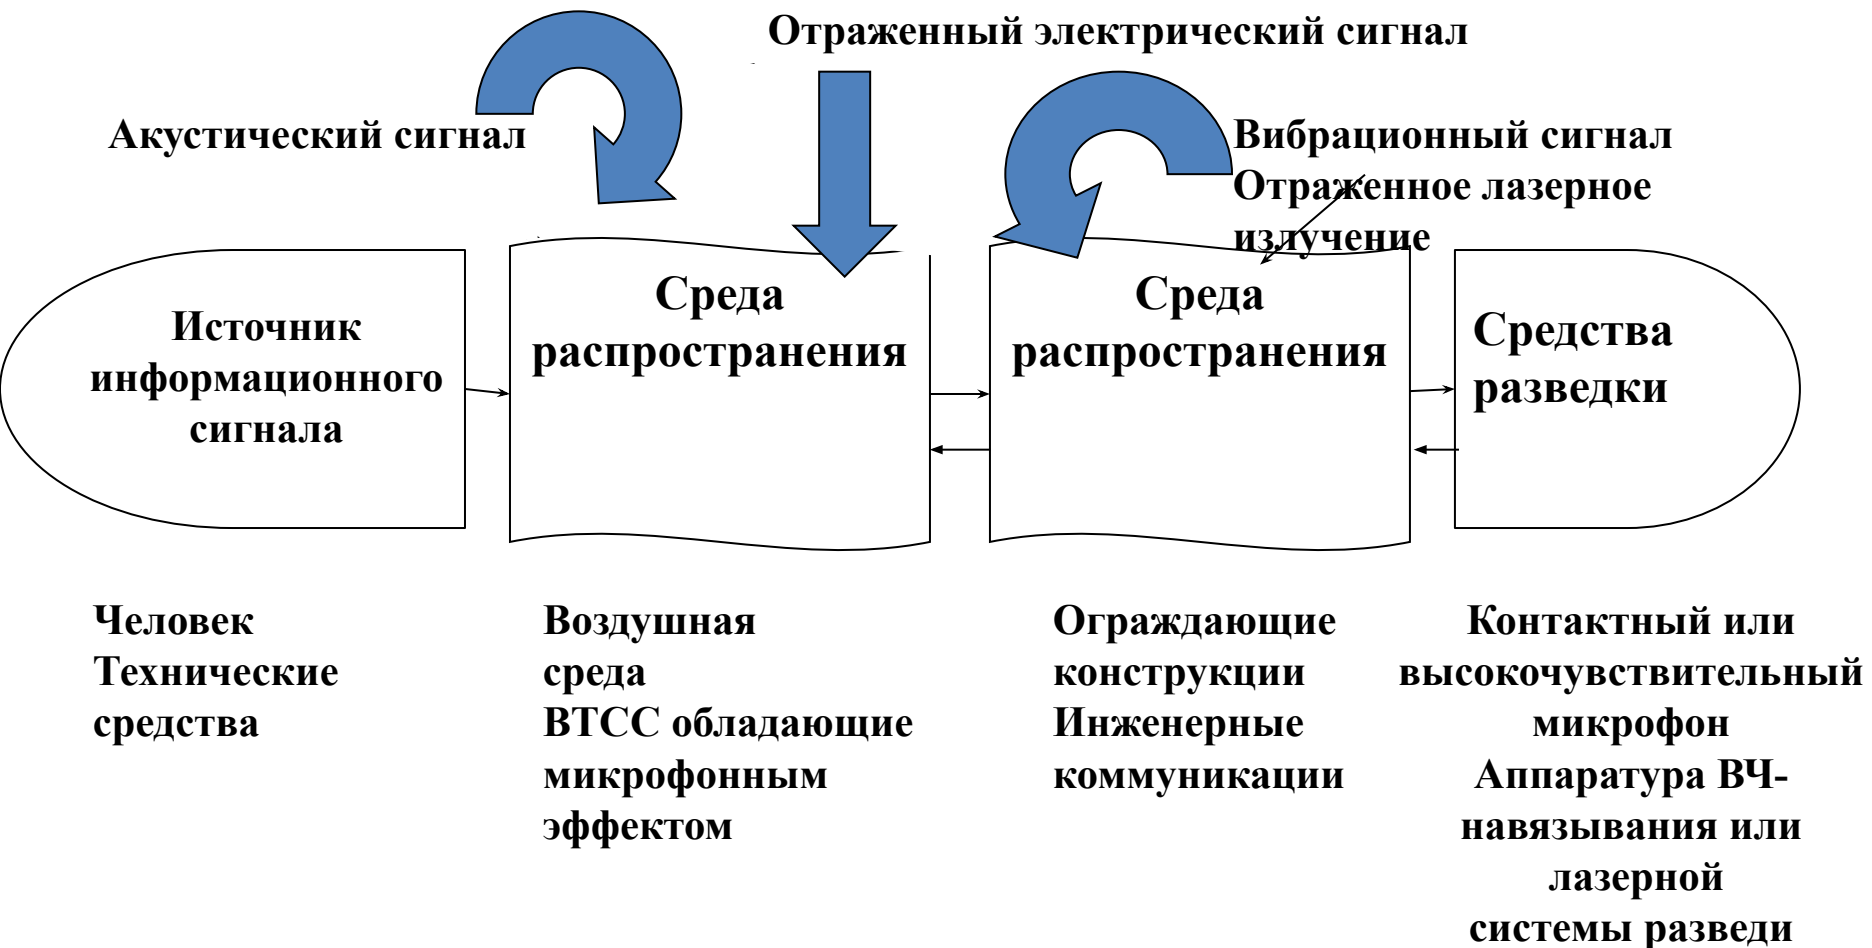 Отраженный электрический сигнал
Акустический сигнал
Вибрационный сигнал
Отраженное лазерное
излучение
Источник
информационного
сигнала
Среда
распространения
Среда
распространения
Средства
разведки
Человек
Технические
средства
Воздушная
среда
ВТСС обладающие
микрофонным
эффектом
Ограждающие
конструкции
Инженерные
коммуникации
Контактный или
высокочувствительный
микрофон
Аппаратура ВЧ-
навязывания или
лазерной
системы разведи